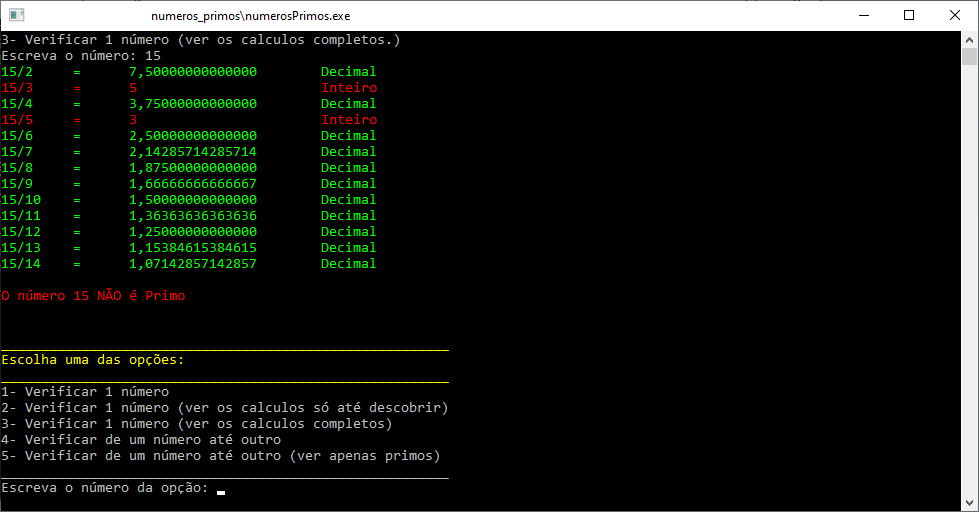 numeros_primos\numerosPrimos.exe
3- Verificar 1 número (ver os calculos completos.)
Escreva o número: 15
15/2 = 7,50000000000000 Decimal
15/3 = 5 Inteiro
15/4 = 3,75000000000000 Decimal
15/5 = 3 Inteiro
15/6 = 2,50000000000000 Decimal
15/7 = 2,14285714285714 Decimal
15/8 = 1,87500000000000 Decimal
15/9 = 1,66666666666667 Decimal
15/10 = 1,50000000000000 Decimal
15/11 = 1,36363636363636 Decimal
15/12 = 1,25000000000000 Decimal
15/13 = 1,15384615384615 Decimal
15/14 = 1,07142857142857 Decimal
O número 15 NÃO é Primo
Escolha uma das opções:
1- Verificar 1 número
2- Verificar 1 número (ver os calculos só até descobrir)
3- Verificar 1 número (ver os calculos completos)
4- Verificar de um número até outro
5- Verificar de um número até outro (ver apenas primos)
Escreva o número da opção: